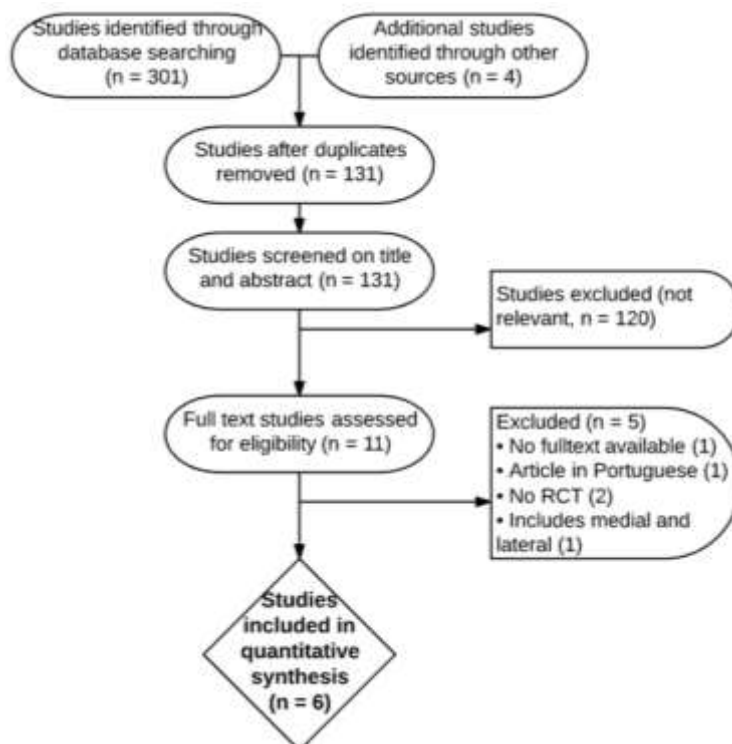 Studies identified through
database searching
(n = 301)
Additional studies
identified through other
sources (n = 4)
Studies after duplicates
removed (n = 131)
Studies screened on title
and abstract (n = 131)
Studies excluded (not
relevant, n = 120)
Full text studies assessed
for eligibility (n = 11)
Excluded (n = 5)
• No fulltext available (1)
• Article in Portuguese (1)
• No RCT (2)
• Includes medial and
lateral (1)
Studies
included in
quantitative
synthesis
(n = 6)